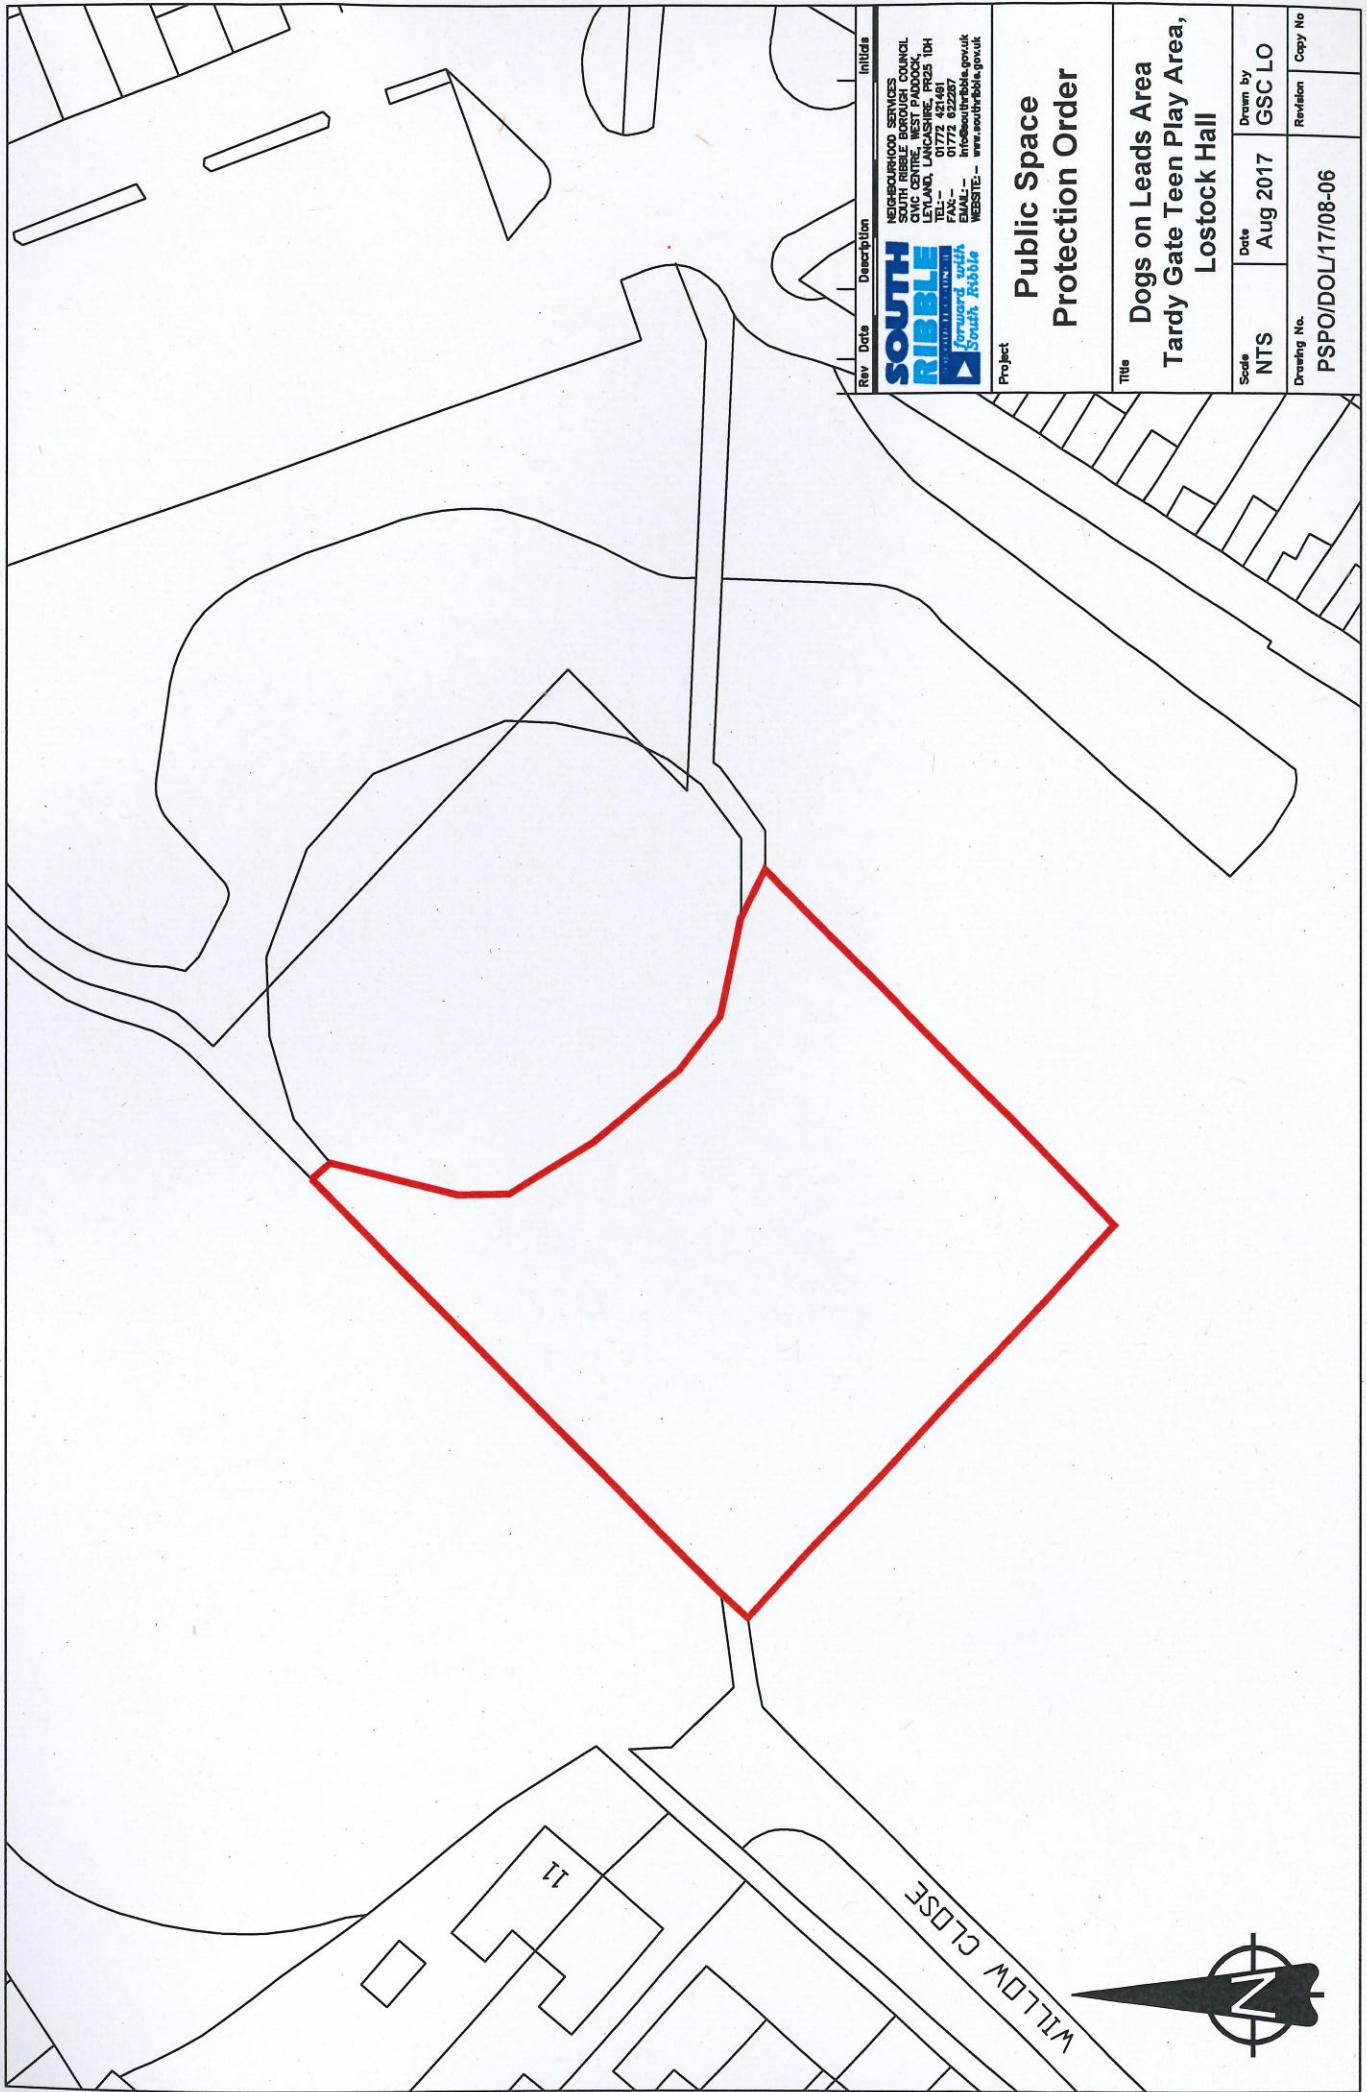 WILLOW CLOSE
11
N
Rev Date Description Initials
SOUTH
RIBBLE
BOROUGH COUNCIL
forward with
South Ribble
NEIGHBOURHOOD SERVICES
SOUTH RIBBLE BOROUGH COUNCIL
CIVIC CENTRE, WEST PADDOCK,
LEYLAND, LANCASHIRE, PR25 1DH
TEL:- 01772 421491
FAX:- 01772 622287
EMAIL:- info@southribble.gov.uk
WEBSITE:- www.southribble.gov.uk
Project
Public Space
Protection Order
Title
Dogs on Leads Area
Tardy Gate Teen Play Area,
Lostock Hall
Scale
NTS
Date
Aug 2017
Drawn by
GSC LO
Drawing No.
PSPO/DOL/17/08-06
Revision
Copy No